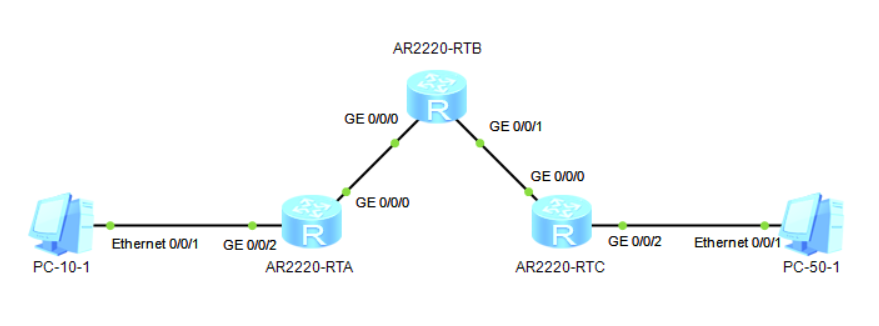 AR2220-RTB
R
GE 0/0/0
GE 0/0/1
GE 0/0/0
GE 0/0/0
R
R
Ethernet 0/0/1
GE 0/0/2
GE 0/0/2
Ethernet 0/0/1
PC-10-1
AR2220-RTA
AR2220-RTC
PC-50-1